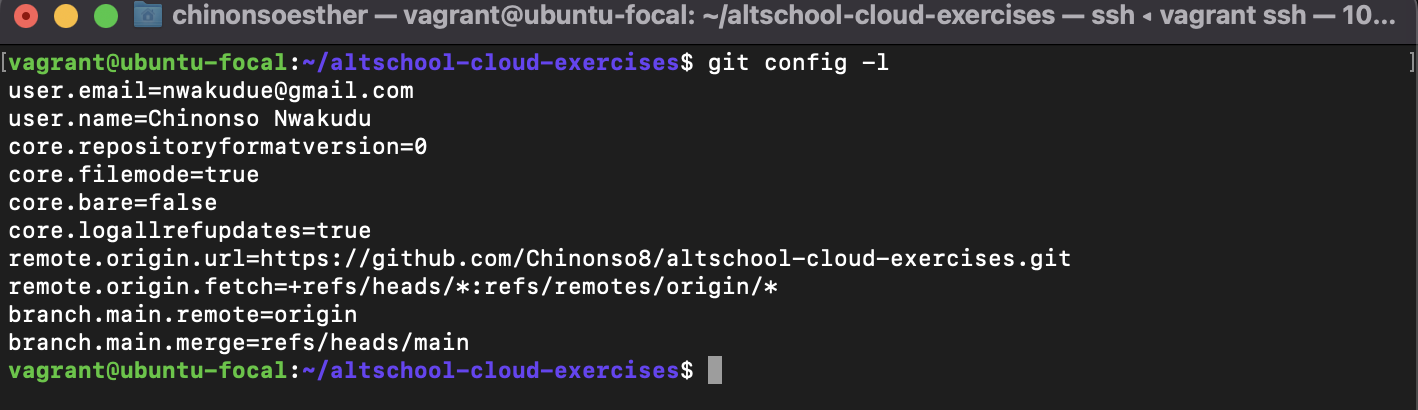 chinonsoesther — vagrant@ubuntu-focal: ~/altschool-cloud-exercises — ssh ◂ vagrant ssh — 10...
[vagrant@ubuntu-focal:~/altschool-cloud-exercises$ git config -l ]
user.email=nwakudue@gmail.com
user.name=Chinonso Nwakudu
core.repositoryformatversion=0
core.filemode=true
core.bare=false
core.logallrefupdates=true
remote.origin.url=https://github.com/Chinonso8/altschool-cloud-exercises.git
remote.origin.fetch=+refs/heads/*:refs/remotes/origin/*
branch.main.remote=origin
branch.main.merge=refs/heads/main
vagrant@ubuntu-focal:~/altschool-cloud-exercises$